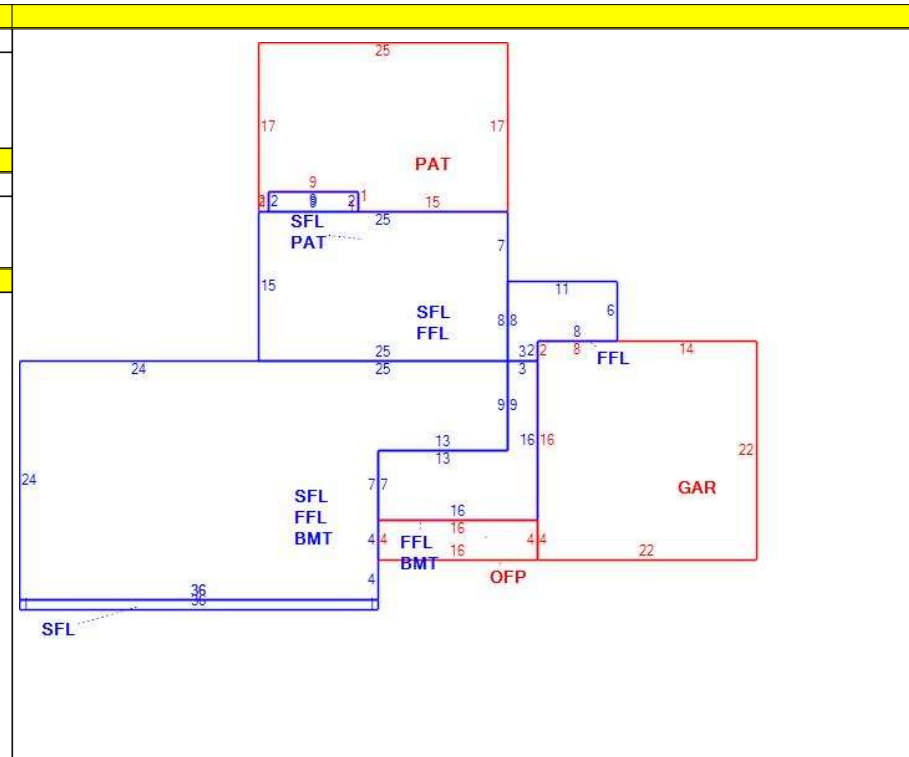 25
17 17
PAT
9
2 2 1 15
SFL 25
PAT
7
15
11
6
SFL 8 8
FFL
8
25 3 2 2 8 14
FFL
24 25 3
9 9
13 16 16
13
22
24
7 7
GAR
SFL
FFL
BMT
16
16
4 4 FFL 4 4
BMT 16 22
OFP
4
36
36
SFL